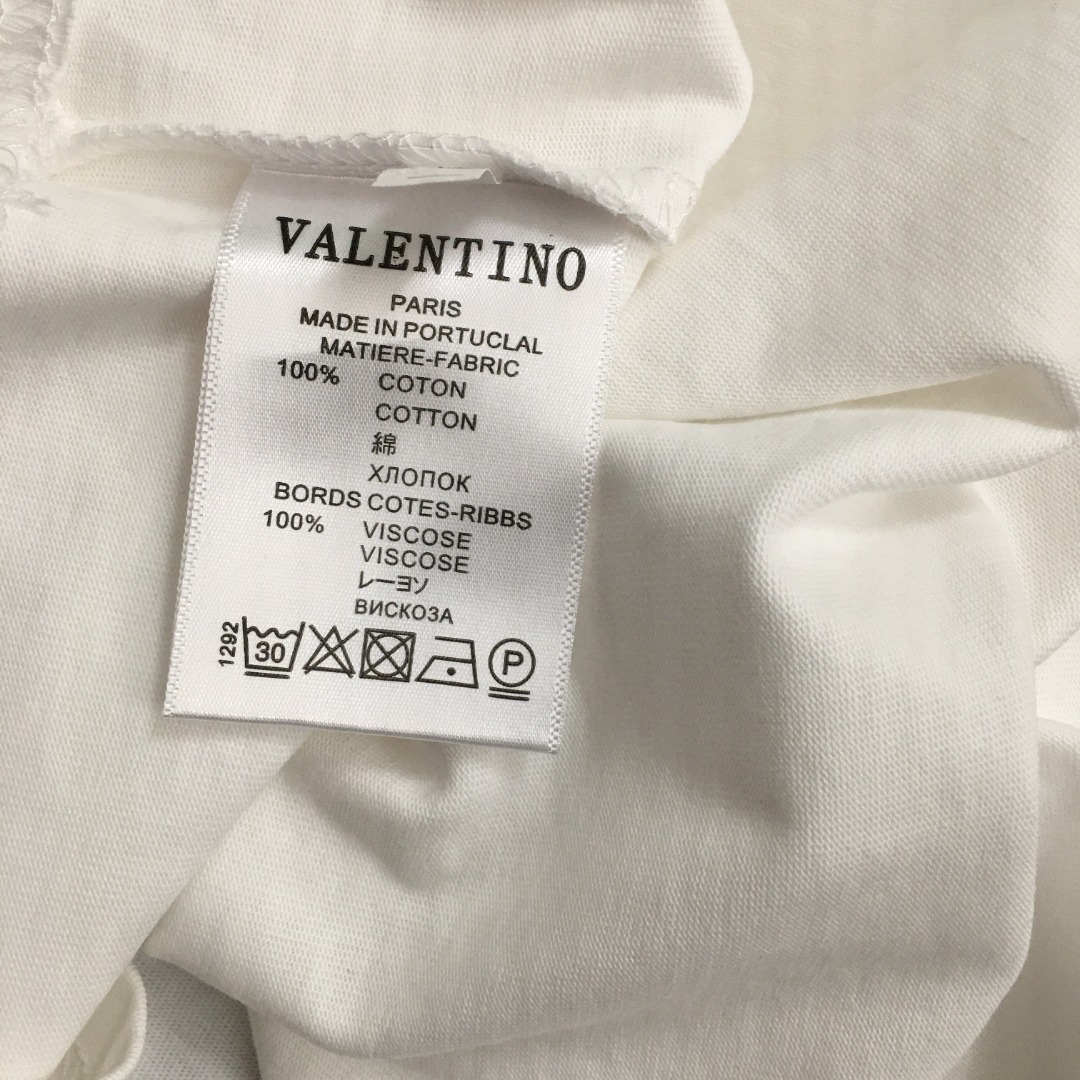 VALENTINO
PARIS
MADE IN PORTUCLAL
MATIERE-FABRIC
100% COTON
COTTON
綿
ХЛОПОК
BORDS COTES-RIBBS
100% VISCOSE
VISCOSE
レーヨソ
ВИСКОЗА
1292
30
P